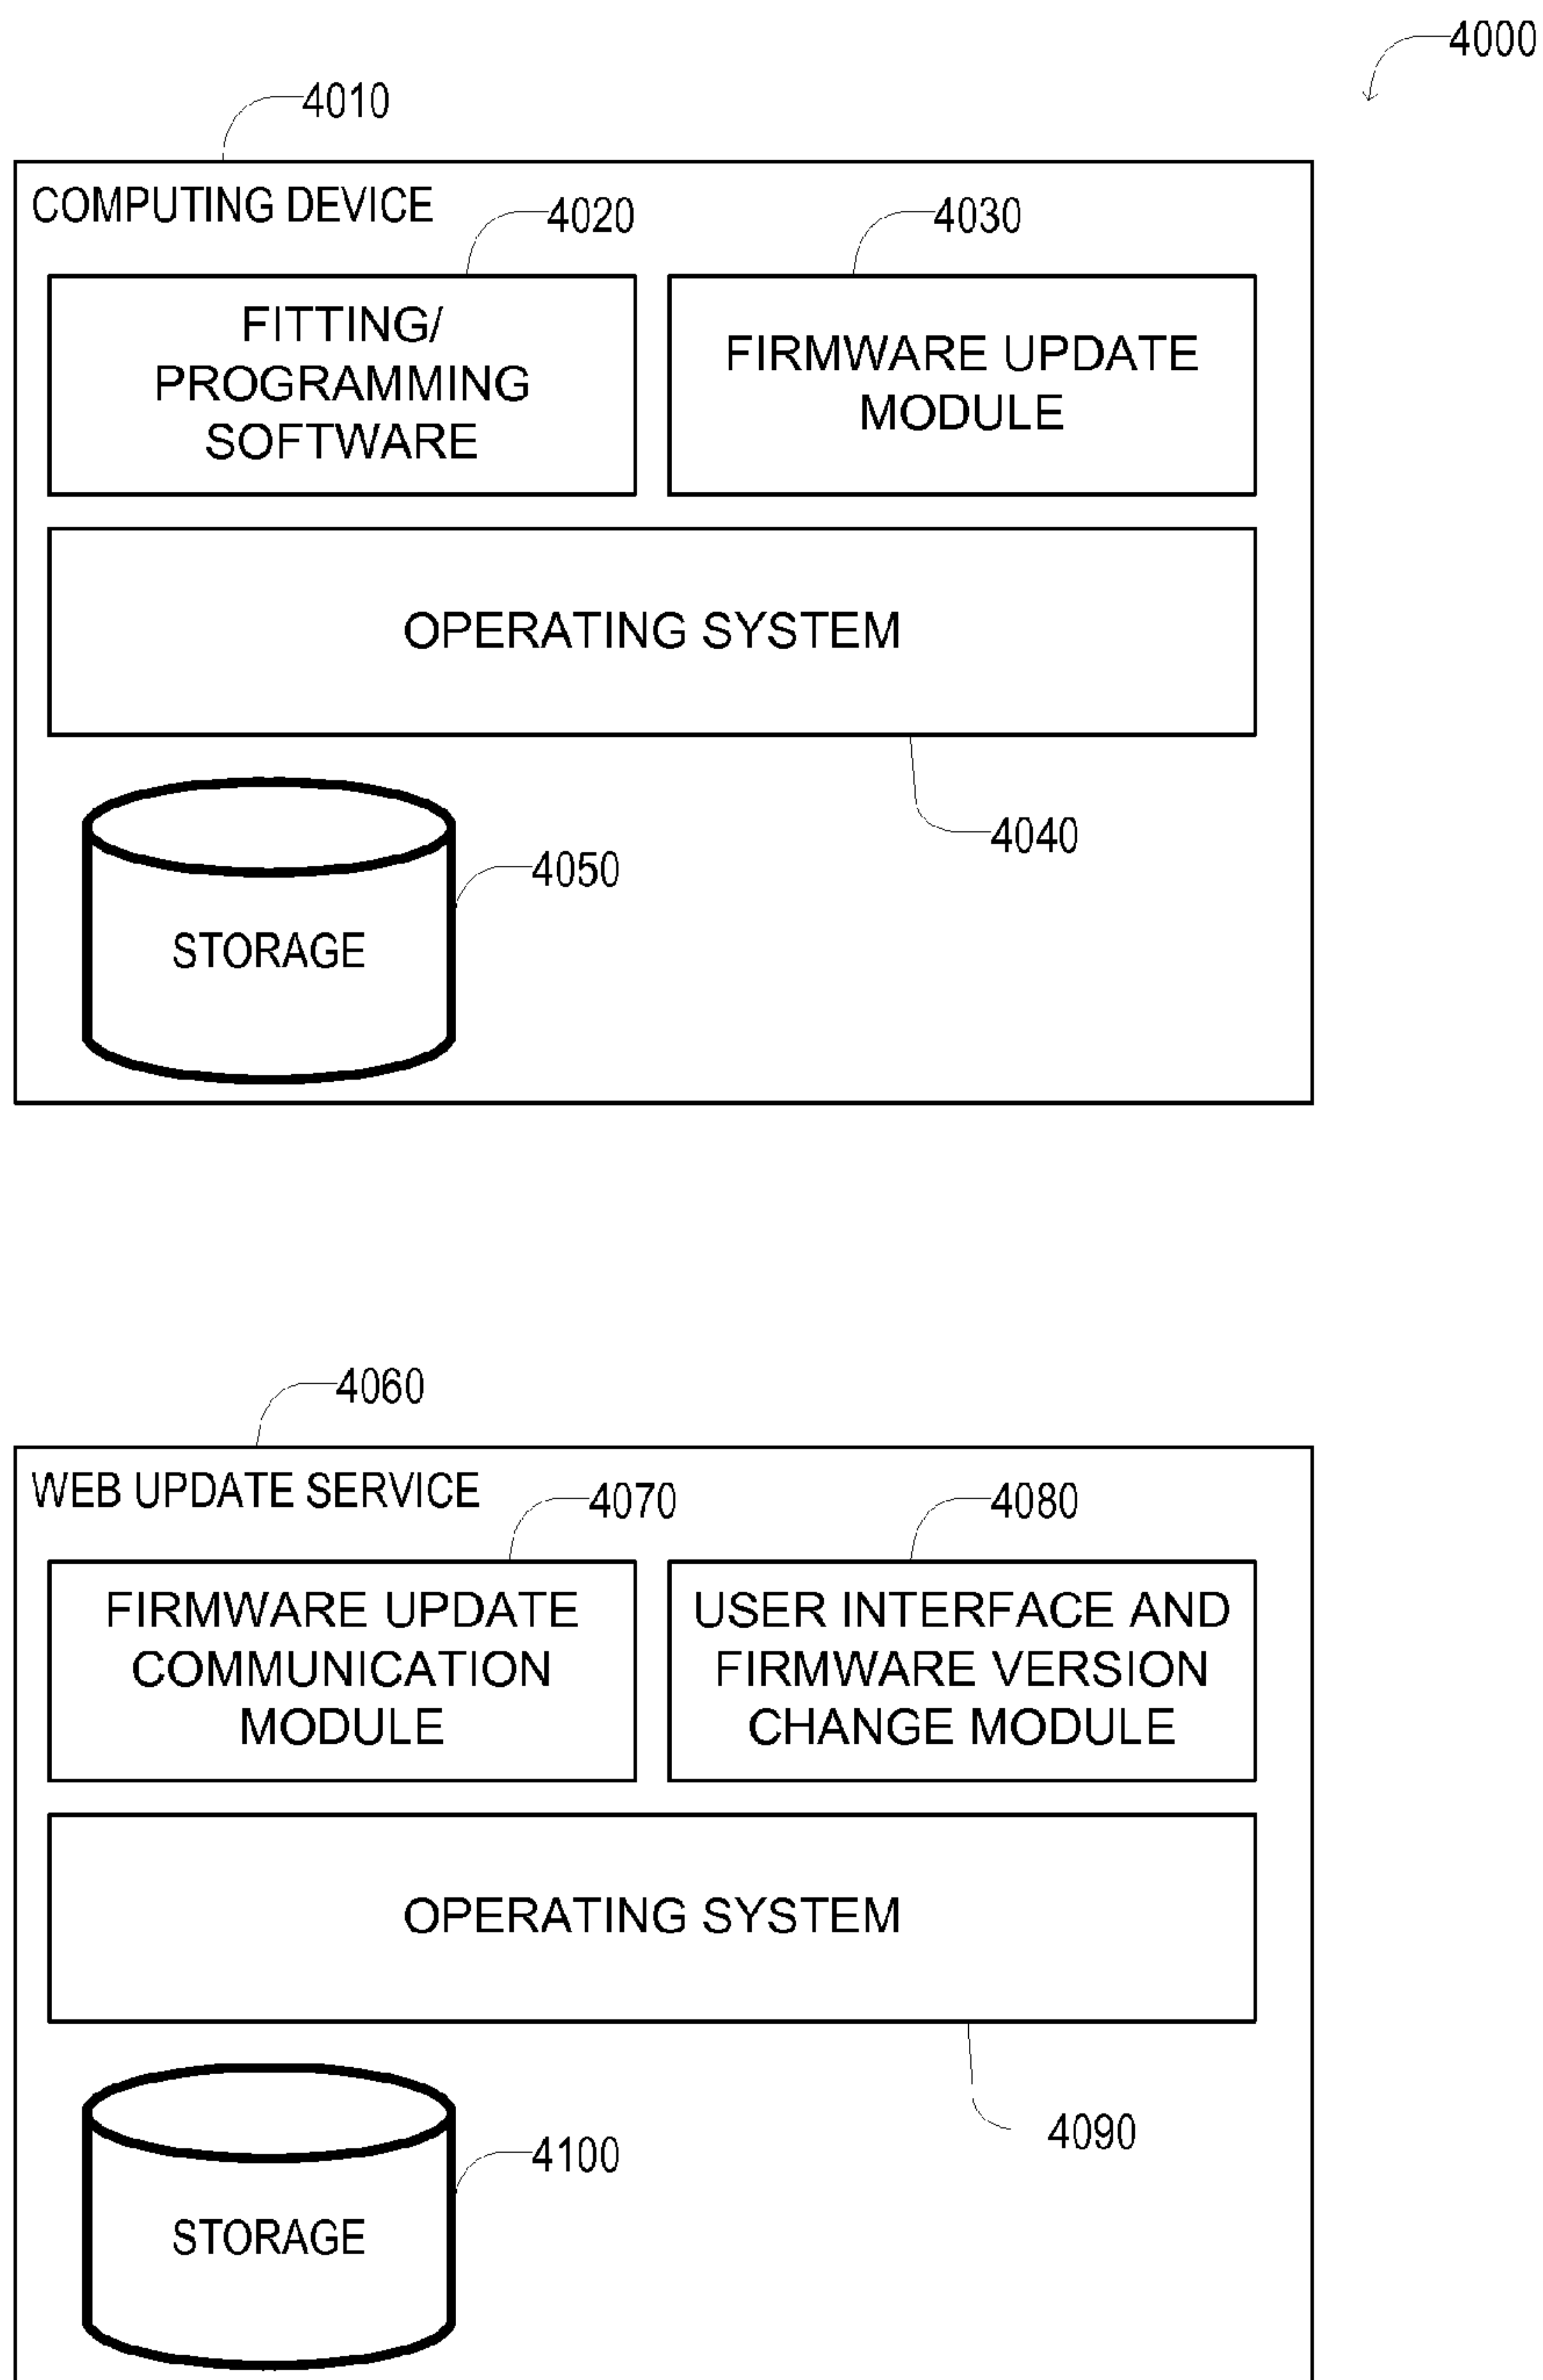 4000
4010
COMPUTING DEVICE
4020
4030
FITTING/
PROGRAMMING
SOFTWARE
FIRMWARE UPDATE
MODULE
OPERATING SYSTEM
4040
4050
STORAGE
4060
WEB UPDATE SERVICE
4070
4080
FIRMWARE UPDATE
COMMUNICATION
MODULE
USER INTERFACE AND
FIRMWARE VERSION
CHANGE MODULE
OPERATING SYSTEM
4090
4100
STORAGE